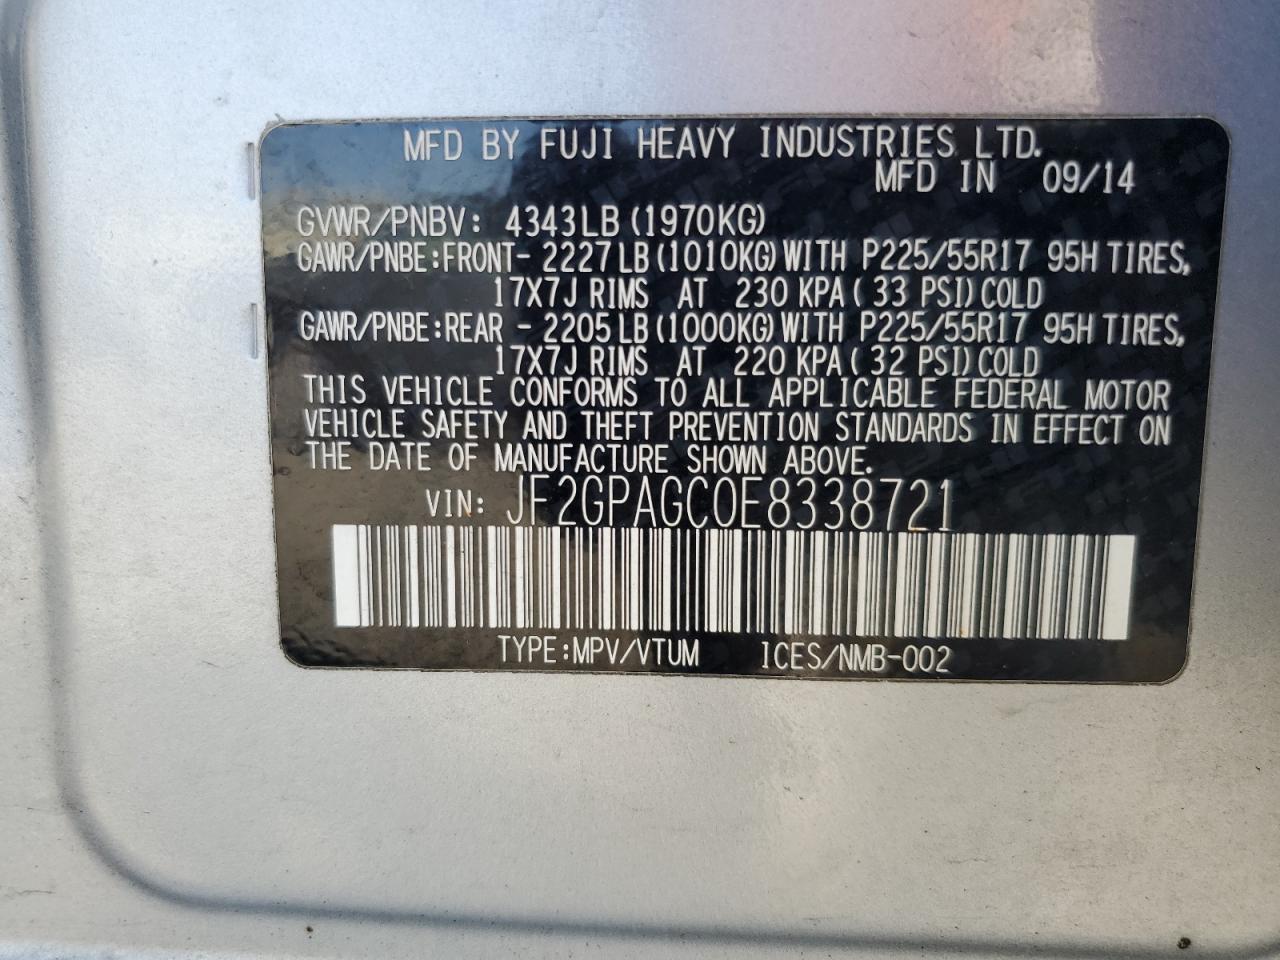 MFD BY FUJI HEAVY INDUSTRIES LTD.
MFD IN 09/14
GVWR/PNBV: 4343LB (1970KG)
GAWR/PNBE:FRONT- 2227LB (1010KG) WITH P225/55R17 95H TIRES,
17X7J RIMS AT 230 KPA( 33 PSI)COLD
GAWR/PNBE:REAR - 2205LB (1000KG) WITH P225/55R17 95H TIRES,
17X7J RIMS AT 220 KPA( 32 PSI)COLD
THIS VEHICLE CONFORMS TO ALL APPLICABLE FEDERAL MOTOR
VEHICLE SAFETY AND THEFT PREVENTION STANDARDS IN EFFECT ON
THE DATE OF MANUFACTURE SHOWN ABOVE.
VIN: JF2GPAGC0E8338721
TYPE:MPV/VTUM ICES/NMB-002